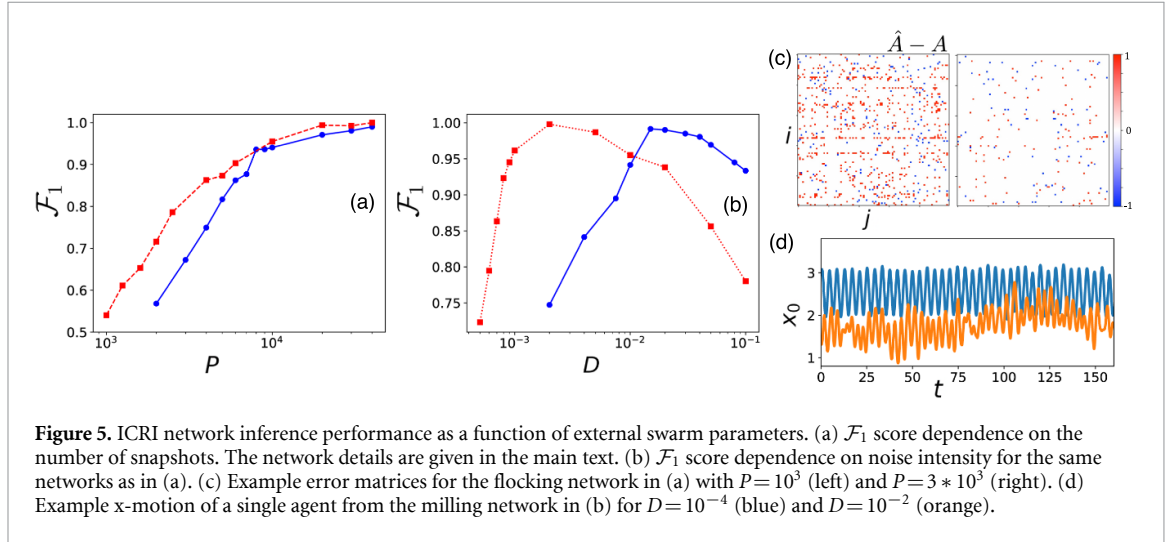 1.0
0.9
0.8
0.7
0.6
0.5
10³
10⁴
F₁
P
(a)
1.00
0.95
0.90
0.85
0.80
0.75
10⁻³
10⁻²
10⁻¹
F₁
D
(b)
(c)
Â − A
i
j
1
0
-1
(d)
3
2
1
x₀
0
25
50
75
100
125
150
t
Figure 5. ICRI network inference performance as a function of external swarm parameters. (a) F₁ score dependence on the
number of snapshots. The network details are given in the main text. (b) F₁ score dependence on noise intensity for the same
networks as in (a). (c) Example error matrices for the flocking network in (a) with P = 10³ (left) and P = 3 * 10³ (right). (d)
Example x-motion of a single agent from the milling network in (b) for D = 10⁻⁴ (blue) and D = 10⁻² (orange).